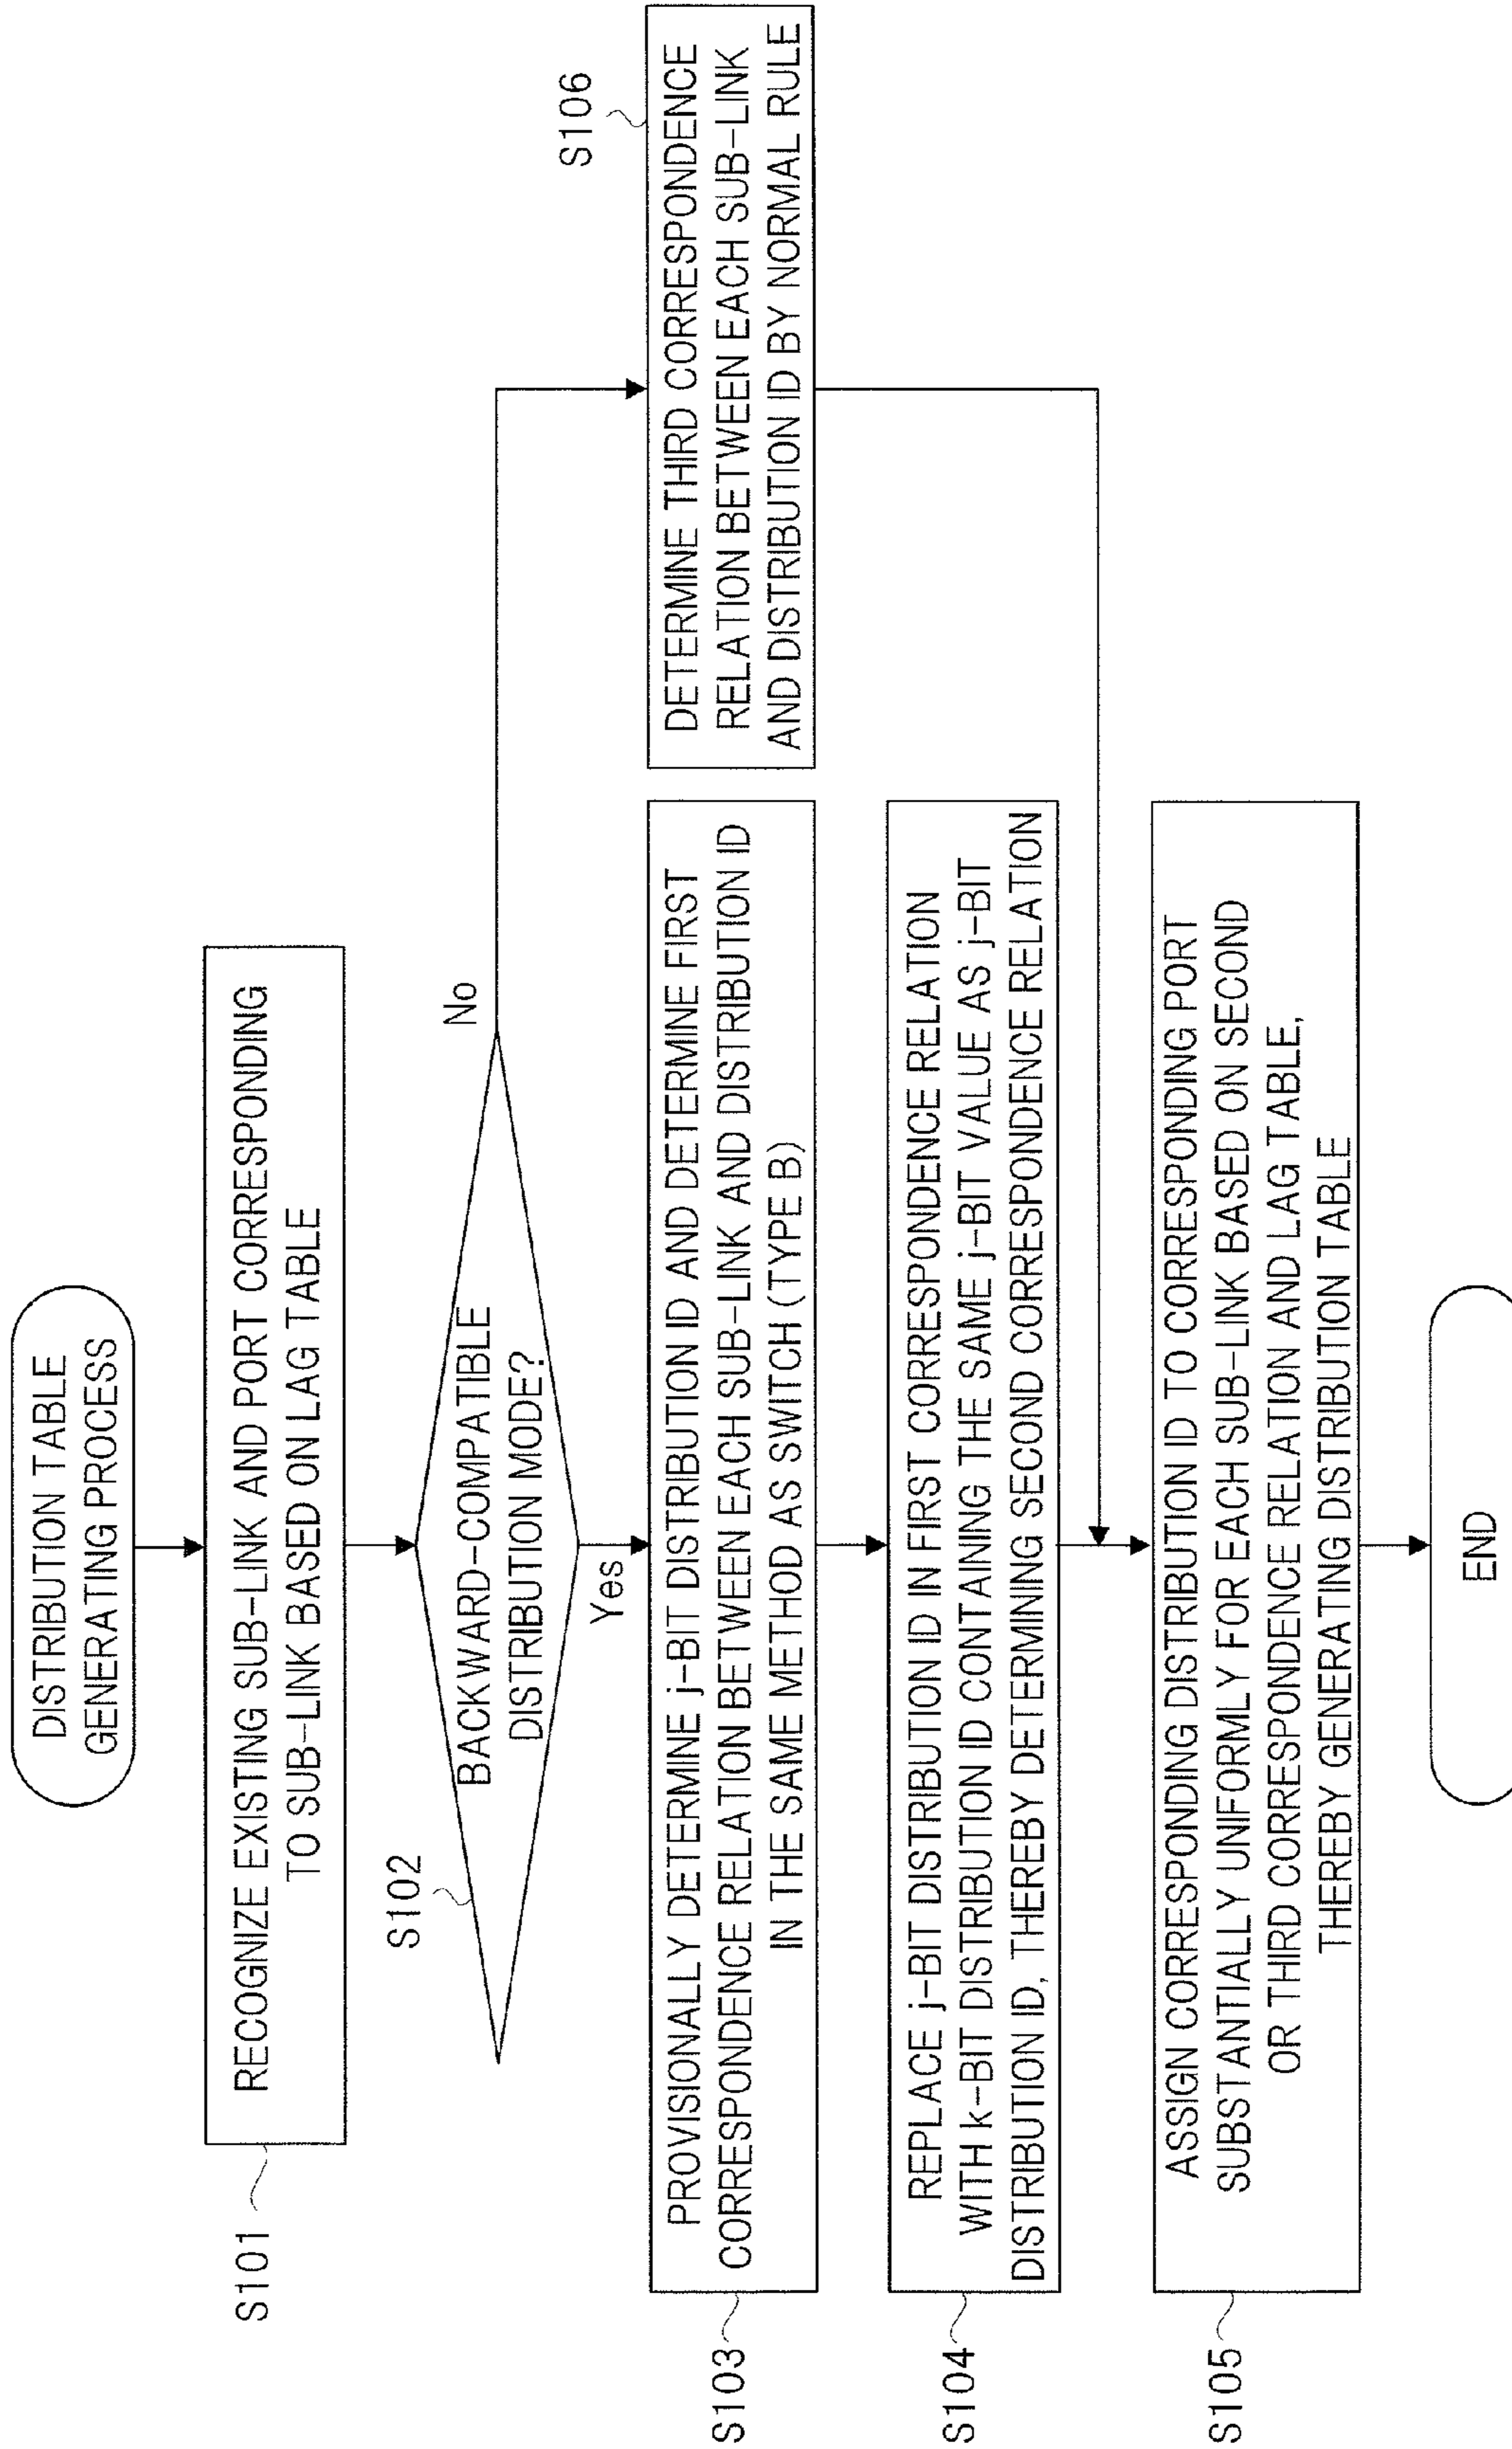 DISTRIBUTION TABLE
GENERATING PROCESS
S101
RECOGNIZE EXISTING SUB-LINK AND PORT CORRESPONDING
TO SUB-LINK BASED ON LAG TABLE
S102
BACKWARD-COMPATIBLE
DISTRIBUTION MODE?
No
Yes
S103
PROVISIONALLY DETERMINE j-BIT DISTRIBUTION ID AND DETERMINE FIRST
CORRESPONDENCE RELATION BETWEEN EACH SUB-LINK AND DISTRIBUTION ID
IN THE SAME METHOD AS SWITCH (TYPE B)
S106
DETERMINE THIRD CORRESPONDENCE
RELATION BETWEEN EACH SUB-LINK
AND DISTRIBUTION ID BY NORMAL RULE
S104
REPLACE j-BIT DISTRIBUTION ID IN FIRST CORRESPONDENCE RELATION
WITH k-BIT DISTRIBUTION ID CONTAINING THE SAME j-BIT VALUE AS j-BIT
DISTRIBUTION ID, THEREBY DETERMINING SECOND CORRESPONDENCE RELATION
S105
ASSIGN CORRESPONDING DISTRIBUTION ID TO CORRESPONDING PORT
SUBSTANTIALLY UNIFORMLY FOR EACH SUB-LINK BASED ON SECOND
OR THIRD CORRESPONDENCE RELATION AND LAG TABLE,
THEREBY GENERATING DISTRIBUTION TABLE
END